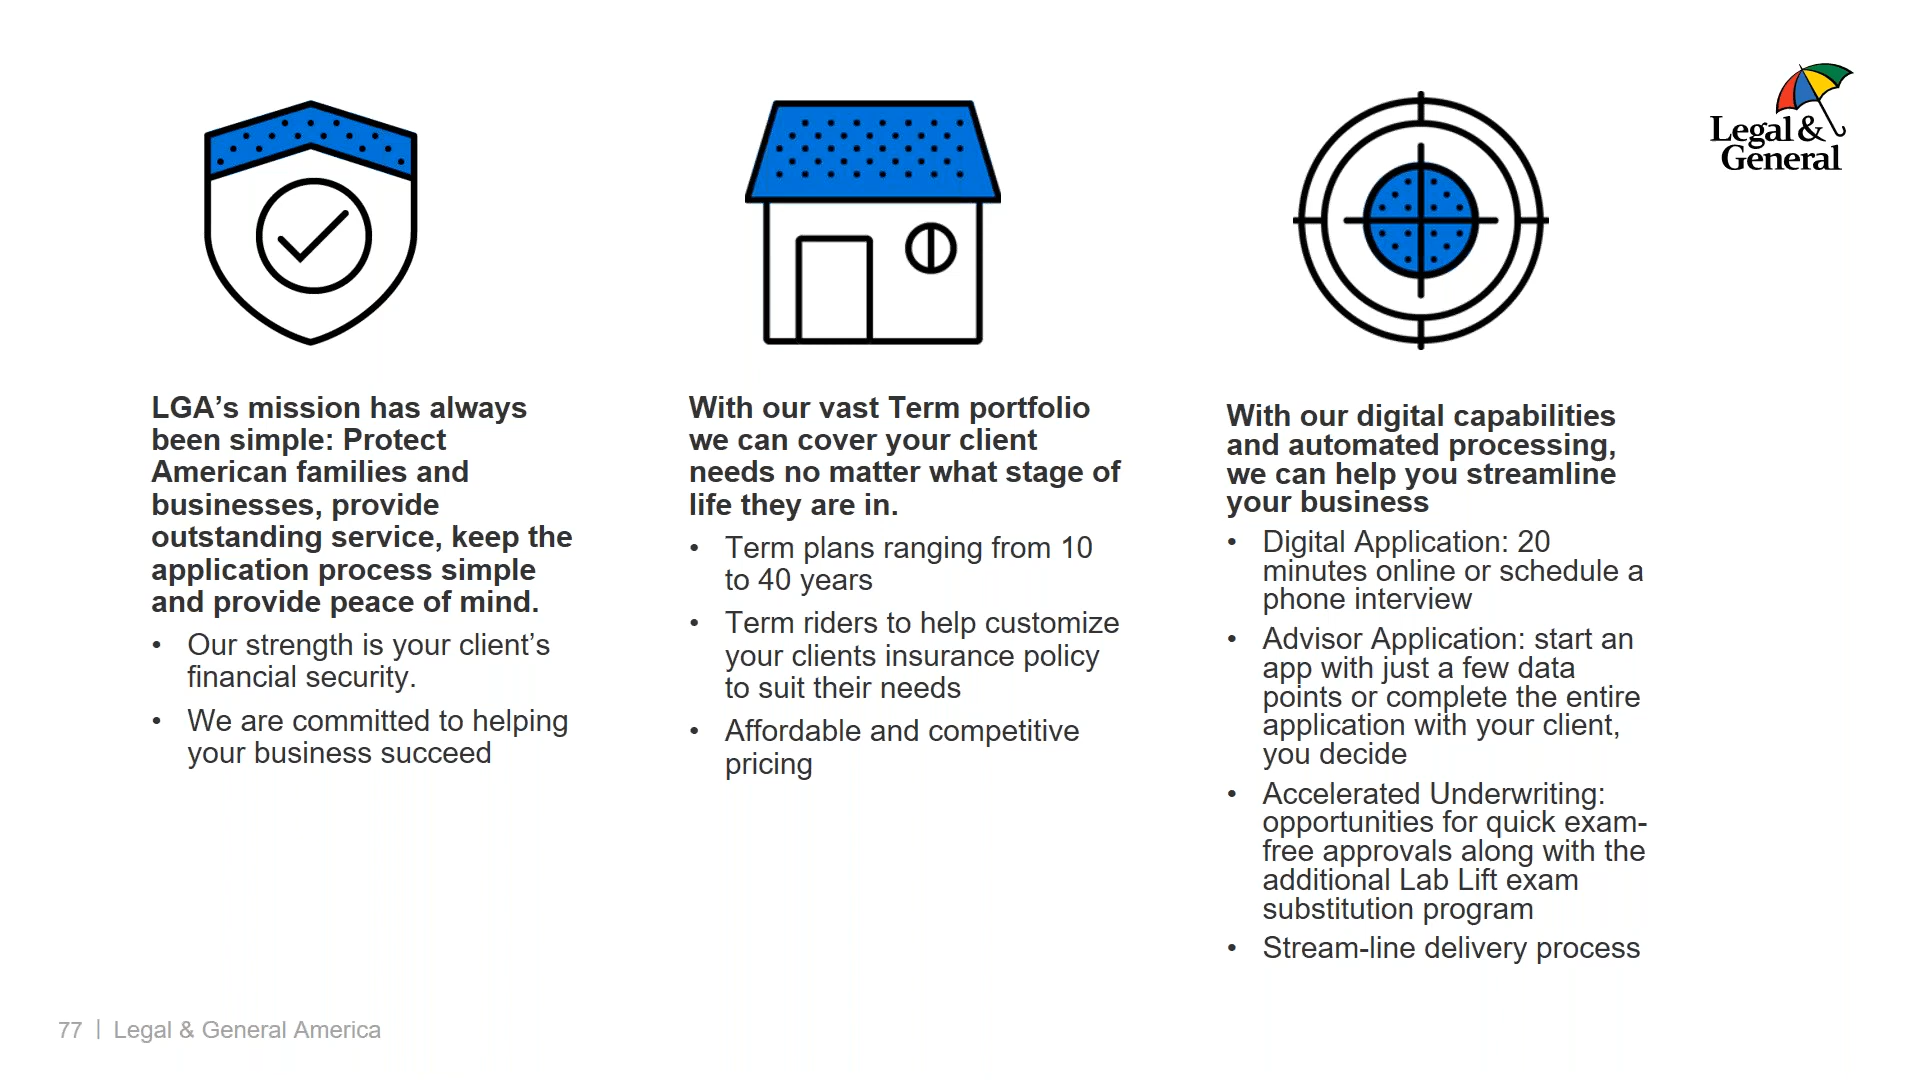 Legal &
General
LGA’s mission has always
been simple: Protect
American families and
businesses, provide
outstanding service, keep the
application process simple
and provide peace of mind.
• Our strength is your client’s
financial security.
• We are committed to helping
your business succeed
With our vast Term portfolio
we can cover your client
needs no matter what stage of
life they are in.
• Term plans ranging from 10
to 40 years
• Term riders to help customize
your clients insurance policy
to suit their needs
• Affordable and competitive
pricing
With our digital capabilities
and automated processing,
we can help you streamline
your business
• Digital Application: 20
minutes online or schedule a
phone interview
• Advisor Application: start an
app with just a few data
points or complete the entire
application with your client,
you decide
• Accelerated Underwriting:
opportunities for quick exam-
free approvals along with the
additional Lab Lift exam
substitution program
• Stream-line delivery process
77 | Legal & General America